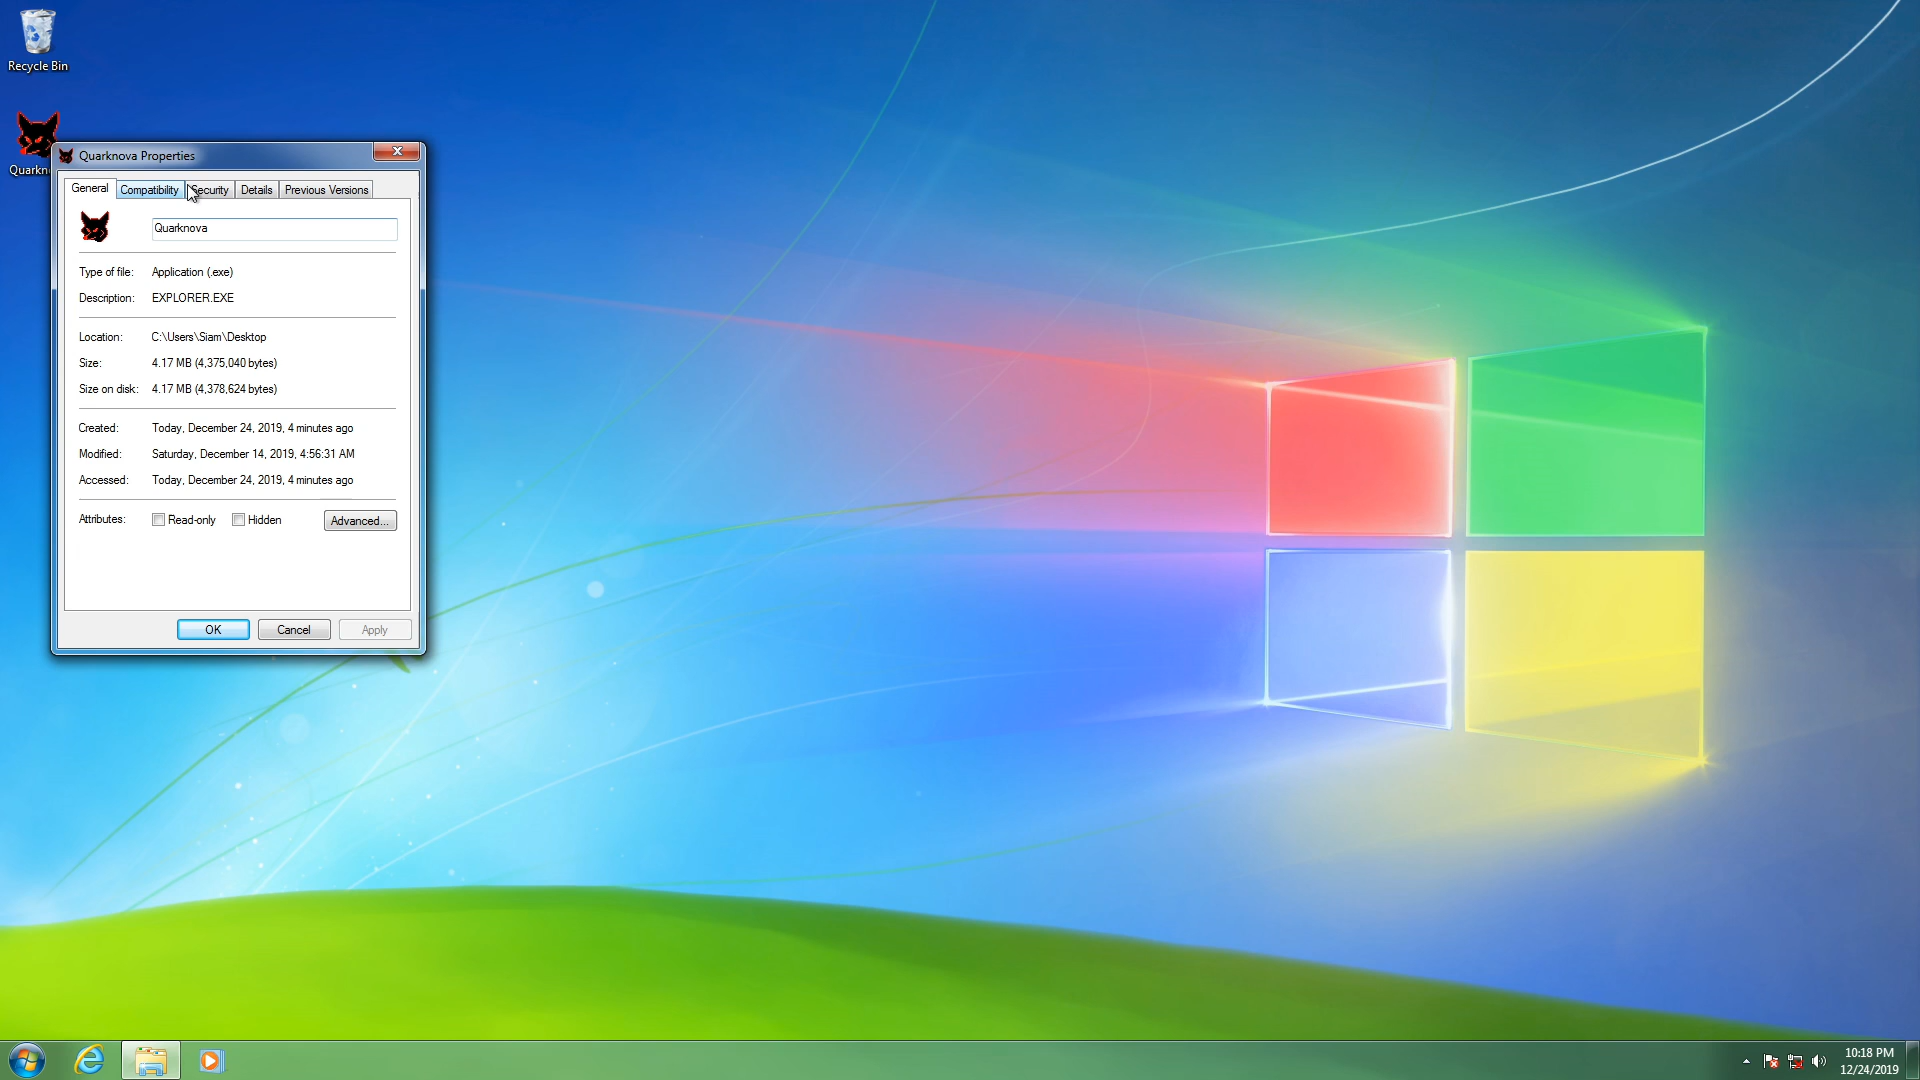 Recycle Bin
Quarkn
Quarknova Properties
General Compatibility Security Details Previous Versions
Quarknova
Type of file: Application (.exe)
Description: EXPLORER.EXE
Location: C:\Users\Siam\Desktop
Size: 4.17 MB (4,375,040 bytes)
Size on disk: 4.17 MB (4,378,624 bytes)
Created: Today, December 24, 2019, 4 minutes ago
Modified: Saturday, December 14, 2019, 4:56:31 AM
Accessed: Today, December 24, 2019, 4 minutes ago
Attributes: Read-only Hidden Advanced...
OK Cancel Apply
10:18 PM
12/24/2019